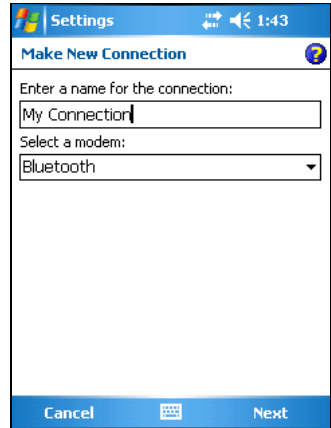 Settings 1:43
Make New Connection ?
Enter a name for the connection:
My Connection
Select a modem:
Bluetooth
Cancel Next